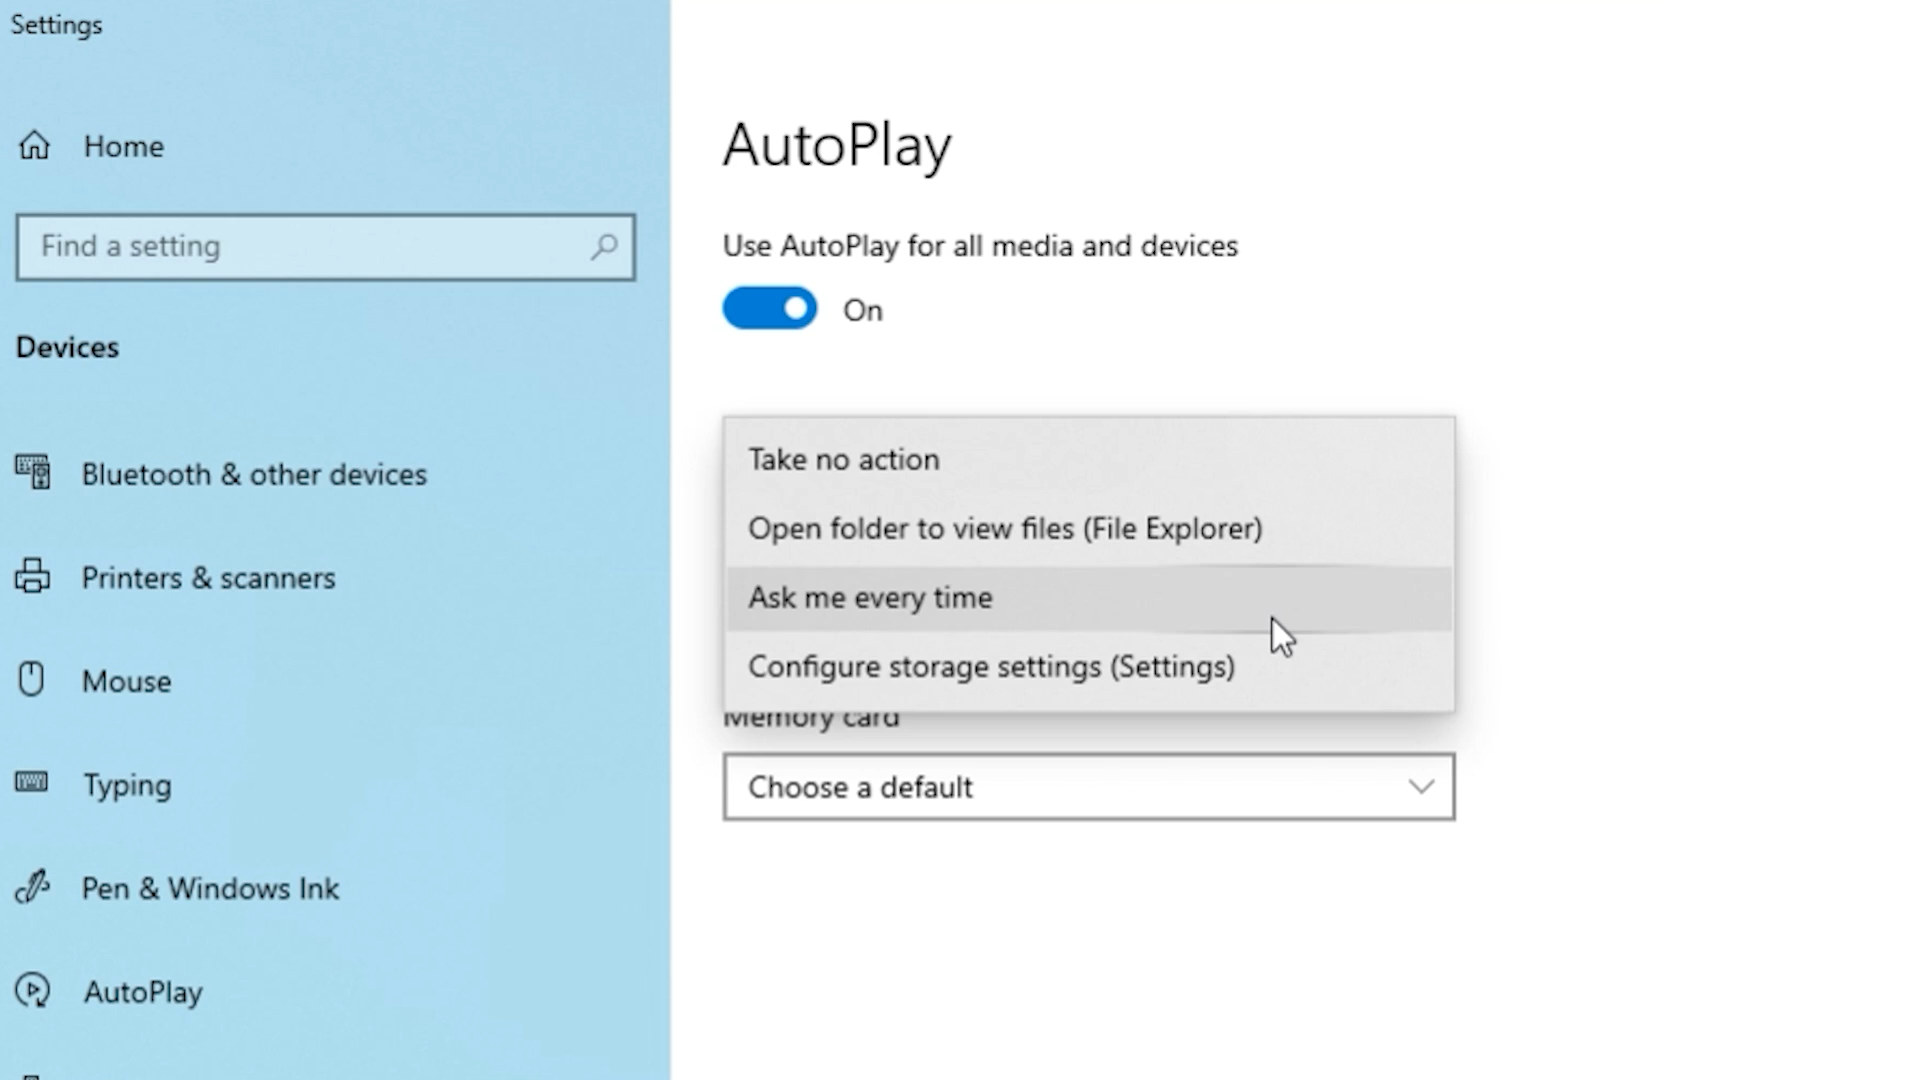 Settings
Home
Find a setting
Devices
Bluetooth & other devices
Printers & scanners
Mouse
Typing
Pen & Windows Ink
AutoPlay
AutoPlay
Use AutoPlay for all media and devices
On
Take no action
Open folder to view files (File Explorer)
Ask me every time
Configure storage settings (Settings)
Memory card
Choose a default